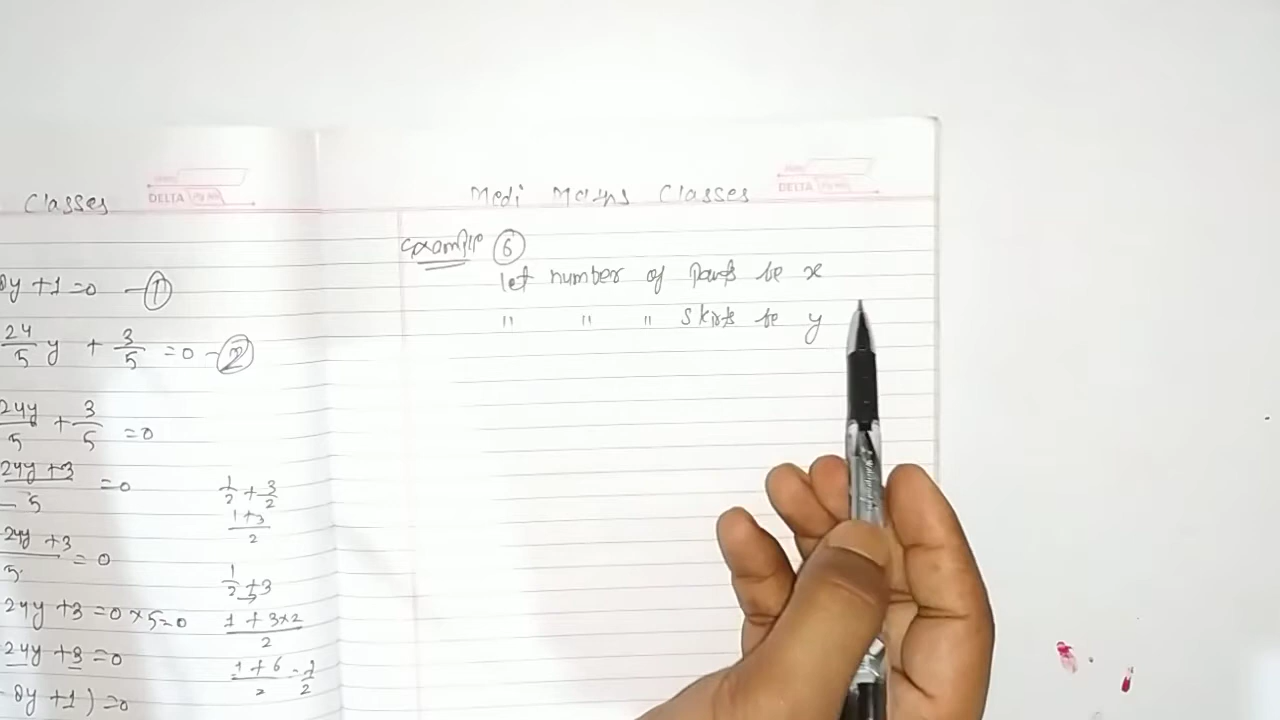 Classes
DELTA
8y + 1 = 0 — ①
24/5 y + 3/5 = 0 — ②
24y/5 + 3/5 = 0
24y + 3 / 5 = 0
24y + 3 / 5 = 0
24y + 3 = 0 × 5 = 0
24y + 3 = 0
- 8y + 1 ) = 0
1/2 + 3/2
1 + 3 / 2
1/2 + 3
1 + 3×2 / 2
= 1 + 6 / 2 = 7/2
Medi Maths Classes
DELTA
Example ⑥
let number of Pants be x
" " " Skirts be y